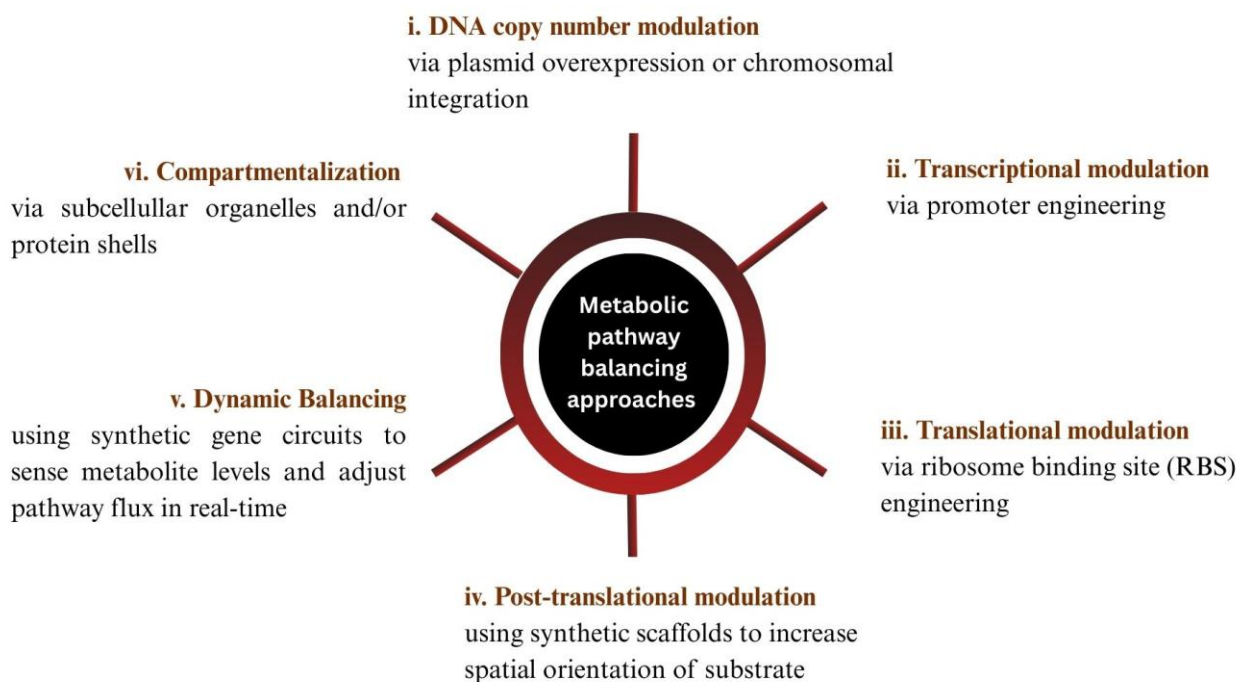 i. DNA copy number modulation
via plasmid overexpression or chromosomal
integration
ii. Transcriptional modulation
via promoter engineering
iii. Translational modulation
via ribosome binding site (RBS)
engineering
iv. Post-translational modulation
using synthetic scaffolds to increase
spatial orientation of substrate
v. Dynamic Balancing
using synthetic gene circuits to
sense metabolite levels and adjust
pathway flux in real-time
vi. Compartmentalization
via subcellullar organelles and/or
protein shells
Metabolic
pathway
balancing
approaches